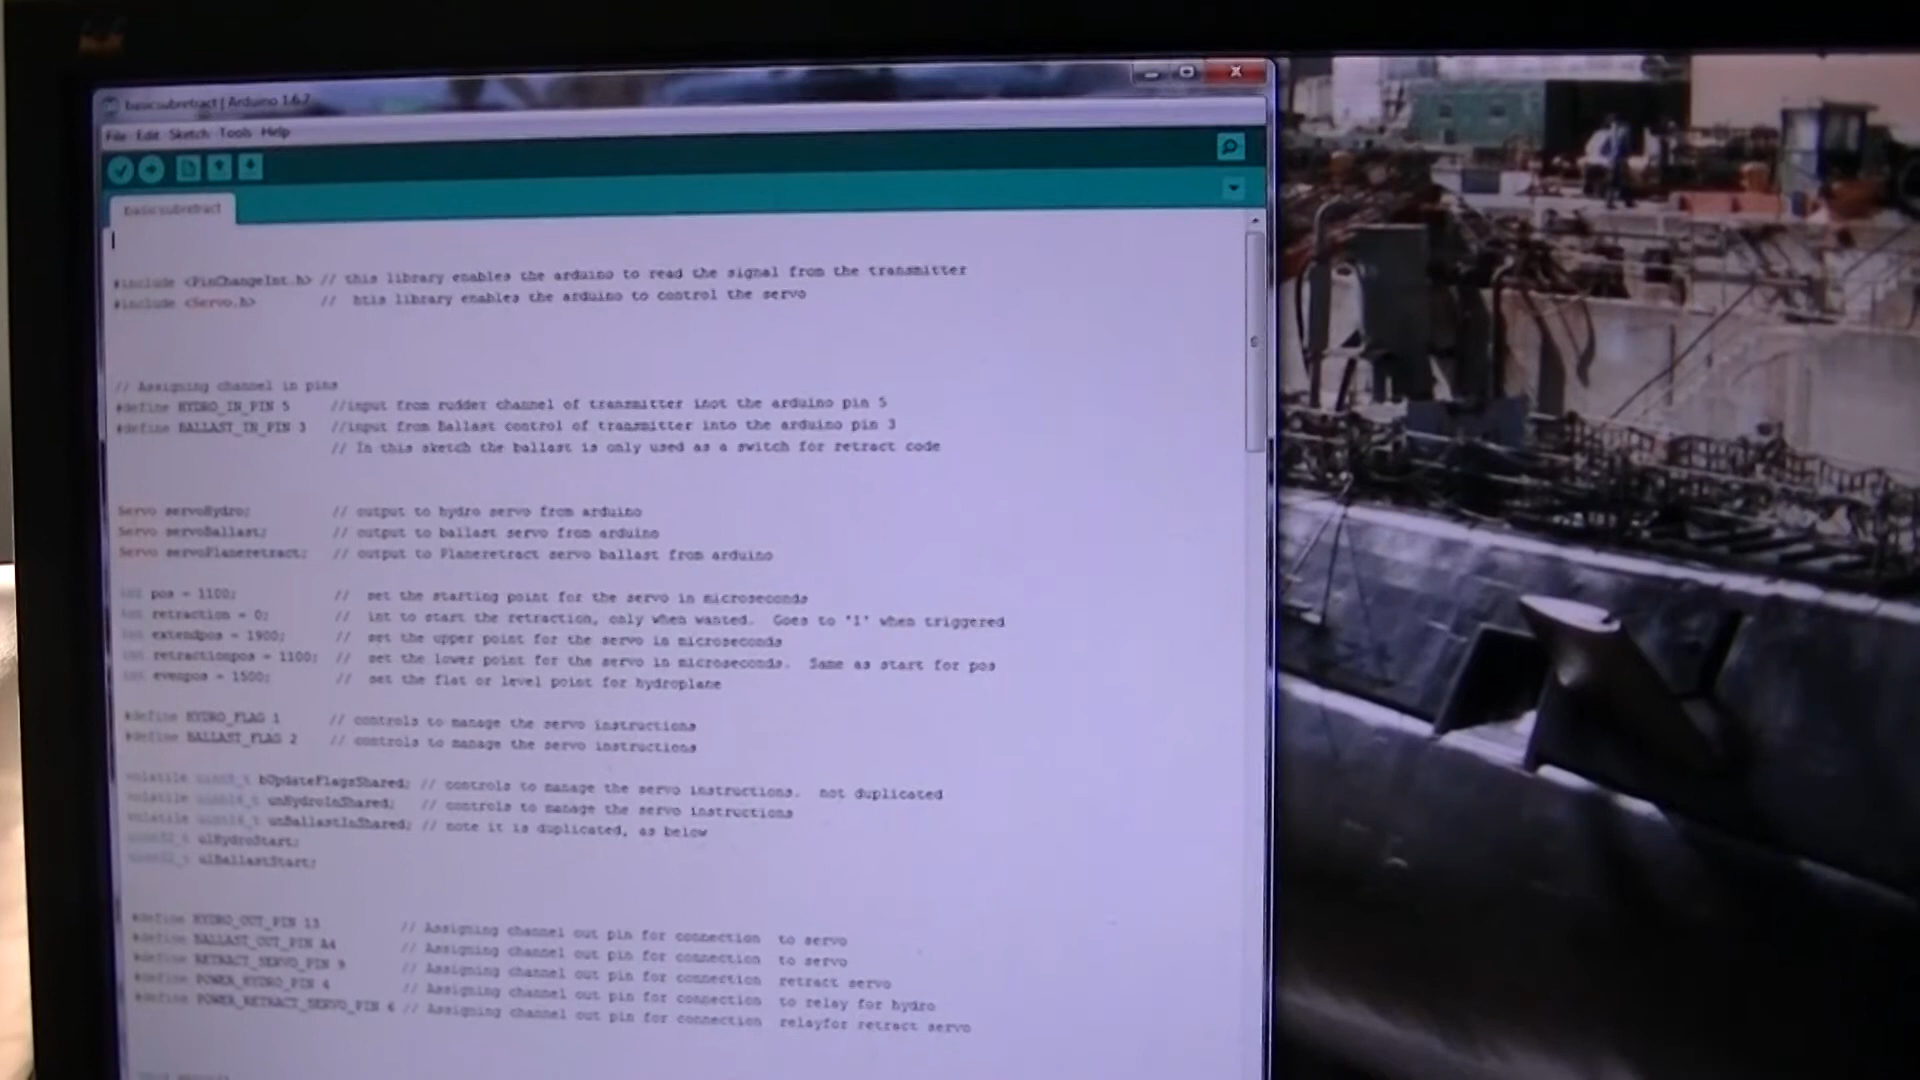 basicsubretract | Arduino 1.6.7
File Edit Sketch Tools Help
basicsubretract
#include <PinChangeInt.h> // this library enables the arduino to read the signal from the transmitter
#include <Servo.h> // htis library enables the arduino to control the servo
// Assigning channel in pins
#define HYDRO_IN_PIN 5 //input from rudder channel of transmitter inot the arduino pin 5
#define BALLAST_IN_PIN 3 //input from Ballast control of transmitter into the arduino pin 3
// In this sketch the ballast is only used as a switch for retract code
Servo servoHydro; // output to hydro servo from arduino
Servo servoBallast; // output to ballast servo from arduino
Servo servoPlaneretract; // output to Planeretract servo ballast from arduino
int pos = 1100; // set the starting point for the servo in microseconds
int retraction = 0; // int to start the retraction, only when wanted. Goes to "1" when triggered
int extendpos = 1900; // set the upper point for the servo in microseconds
int retractionpos = 1100; // set the lower point for the servo in microseconds. Same as start for pos
int evenpos = 1500; // set the flat or level point for hydroplane
#define HYDRO_FLAG 1 // controls to manage the servo instructions
#define BALLAST_FLAG 2 // controls to manage the servo instructions
volatile uint8_t bUpdateFlagsShared; // controls to manage the servo instructions. not duplicated
volatile uint16_t unHydroInShared; // controls to manage the servo instructions
volatile uint16_t unBallastInShared; // note it is duplicated, as below
uint32_t ulHydroStart;
uint32_t ulBallastStart;
#define HYDRO_OUT_PIN 13 // Assigning channel out pin for connection to servo
#define BALLAST_OUT_PIN A4 // Assigning channel out pin for connection to servo
#define RETRACT_SERVO_PIN 9 // Assigning channel out pin for connection retract servo
#define POWER_HYDRO_PIN 4 // Assigning channel out pin for connection to relay for hydro
#define POWER_RETRACT_SERVO_PIN 6 // Assigning channel out pin for connection relayfor retract servo